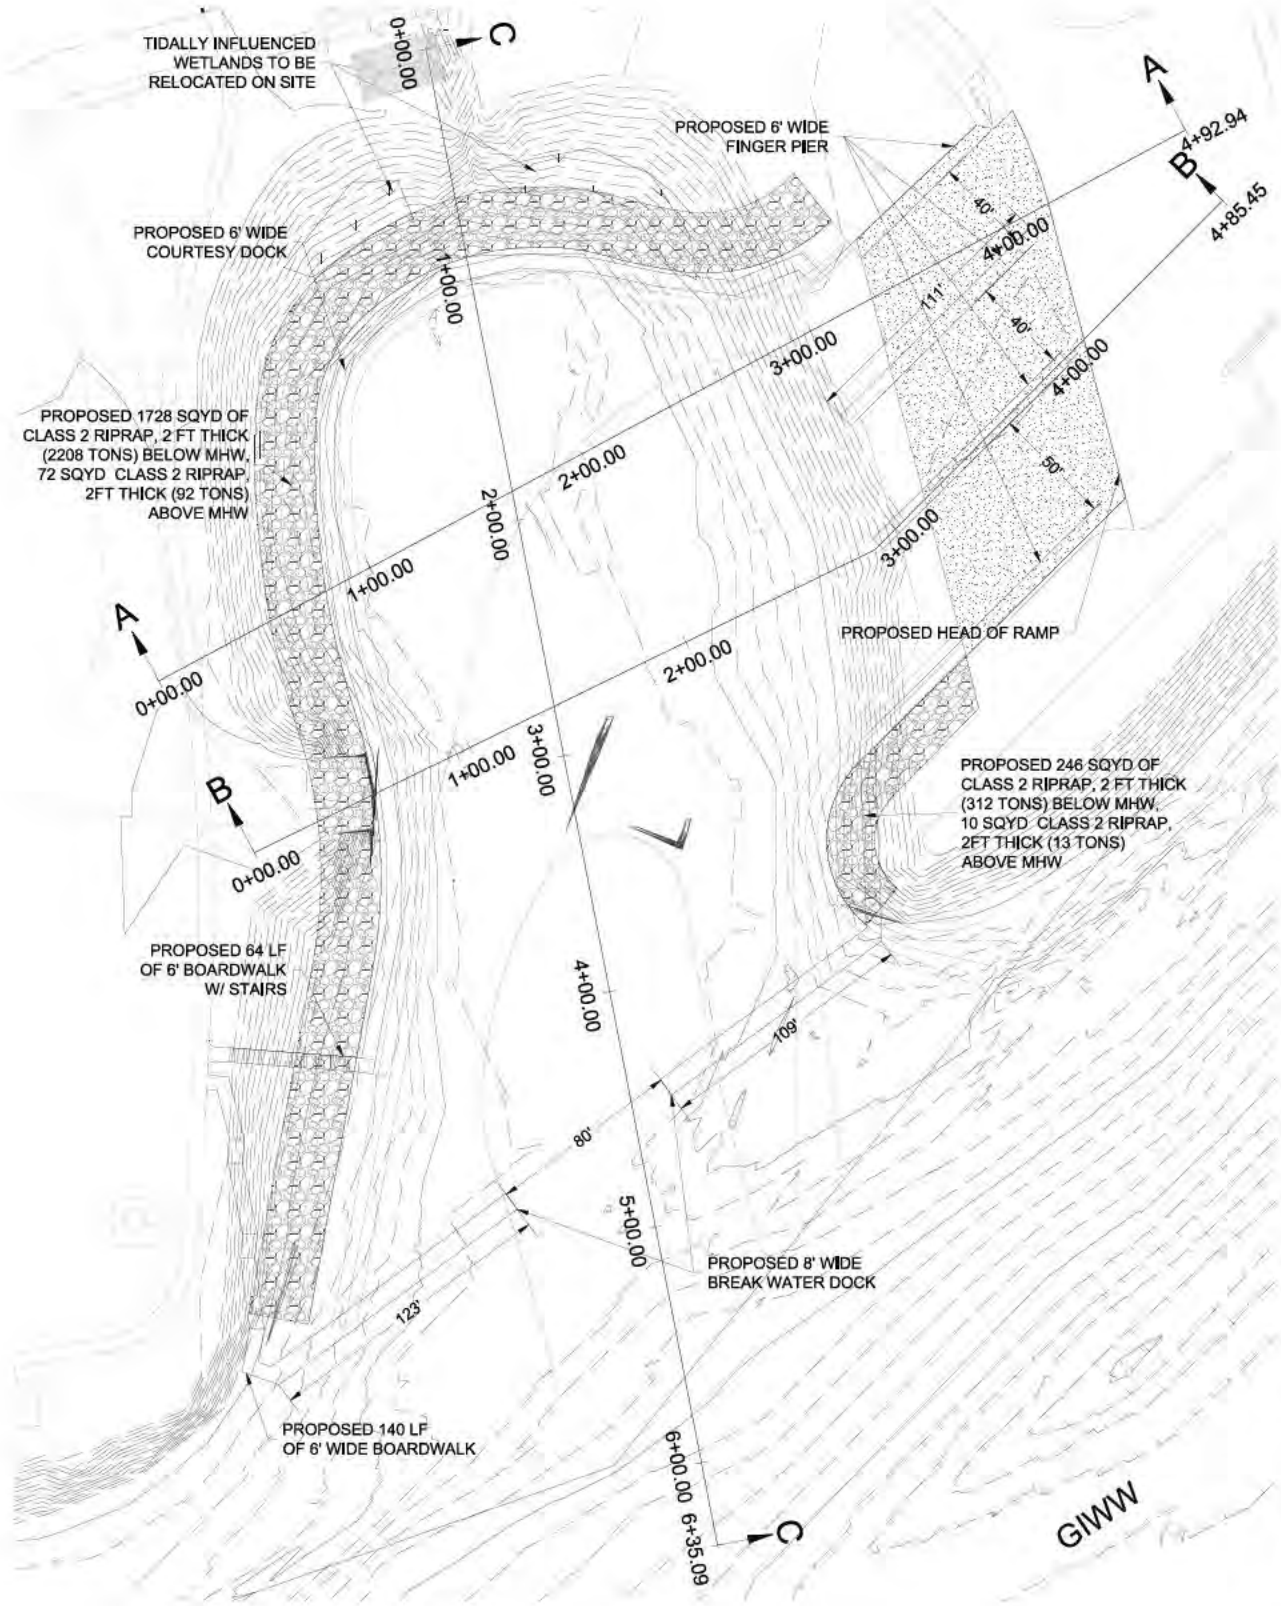 TIDALLY INFLUENCED
WETLANDS TO BE
RELOCATED ON SITE
0+00.00
C
PROPOSED 6' WIDE
FINGER PIER
A
4+92.94
B
4+85.45
PROPOSED 6' WIDE
COURTESY DOCK
1+00.00
40'
4+00.00
111'
40'
3+00.00
4+00.00
PROPOSED 1728 SQYD OF
CLASS 2 RIPRAP, 2 FT THICK
(2208 TONS) BELOW MHW,
72 SQYD CLASS 2 RIPRAP,
2FT THICK (92 TONS)
ABOVE MHW
2+00.00
2+00.00
50'
3+00.00
1+00.00
A
0+00.00
PROPOSED HEAD OF RAMP
2+00.00
3+00.00
1+00.00
B
0+00.00
PROPOSED 246 SQYD OF
CLASS 2 RIPRAP, 2 FT THICK
(312 TONS) BELOW MHW,
10 SQYD CLASS 2 RIPRAP,
2FT THICK (13 TONS)
ABOVE MHW
PROPOSED 64 LF
OF 6' BOARDWALK
W/ STAIRS
4+00.00
109'
80'
5+00.00
PROPOSED 8' WIDE
BREAK WATER DOCK
123'
PROPOSED 140 LF
OF 6' WIDE BOARDWALK
6+00.00
6+35.09
C
GIWW